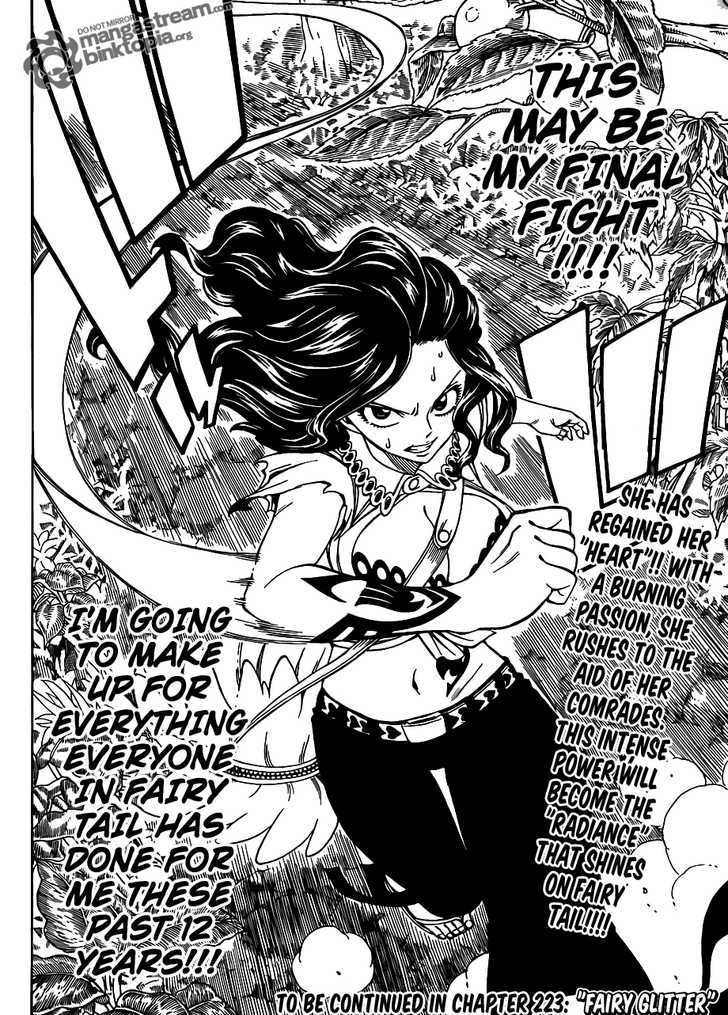 DO NOT MIRROR
mangastream.com
binktopia.org
THIS
MAY BE
MY FINAL
FIGHT
!!!!
SHE HAS
REGAINED HER
"HEART"!! WITH
A BURNING
PASSION, SHE
RUSHES TO THE
AID OF HER
COMRADES.
THIS INTENSE
POWER WILL
BECOME THE
"RADIANCE"
THAT SHINES
ON FAIRY
TAIL!!!!
I'M GOING
TO MAKE
UP FOR
EVERYTHING
EVERYONE
IN FAIRY
TAIL HAS
DONE FOR
ME THESE
PAST 12
YEARS!!!
TO BE CONTINUED IN CHAPTER 223: "FAIRY GLITTER"